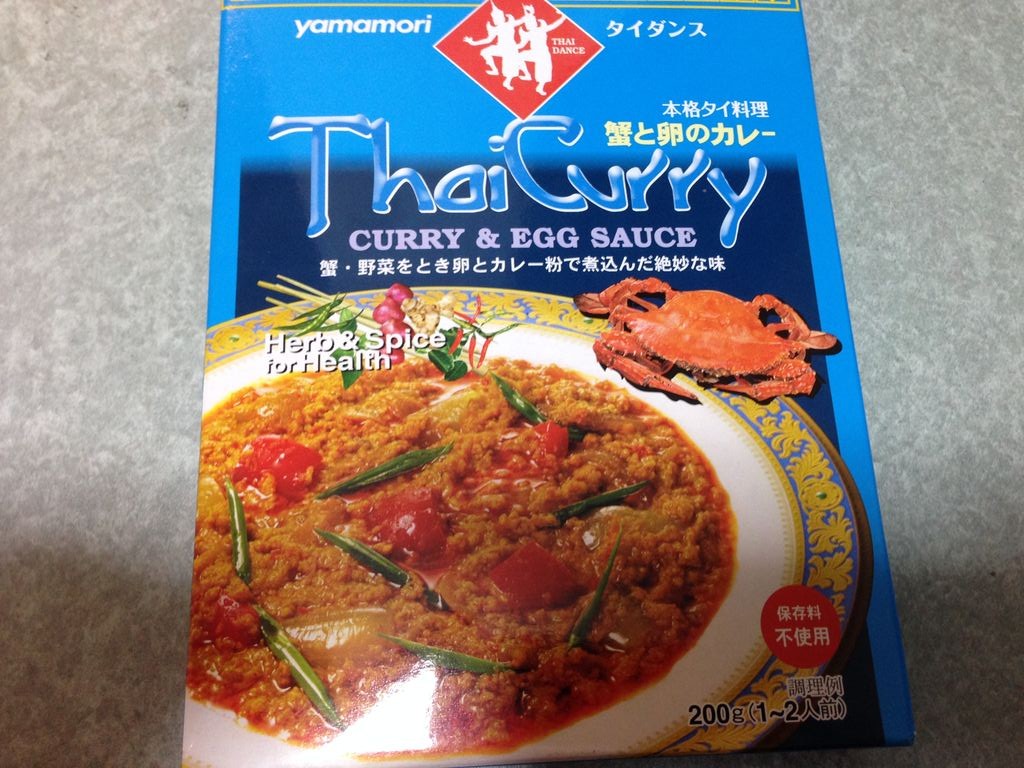 yamamori
THAI
DANCE
タイダンス
本格タイ料理
蟹と卵のカレー
Thai Curry
CURRY & EGG SAUCE
蟹・野菜をとき卵とカレー粉で煮込んだ絶妙な味
Herb & Spice
for Health
保存料
不使用
調理例
200g(1~2人前)